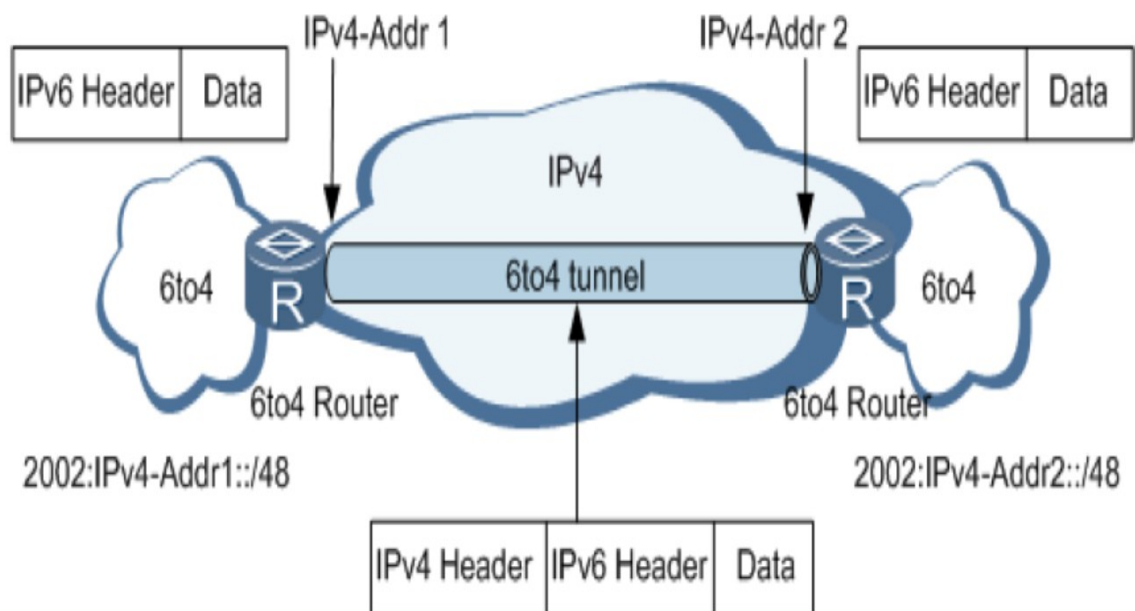 IPv4-Addr 1
IPv4-Addr 2
IPv6 Header
Data
IPv6 Header
Data
IPv4
6to4
R
6to4 tunnel
R
6to4
6to4 Router
6to4 Router
2002:IPv4-Addr1::/48
2002:IPv4-Addr2::/48
IPv4 Header
IPv6 Header
Data